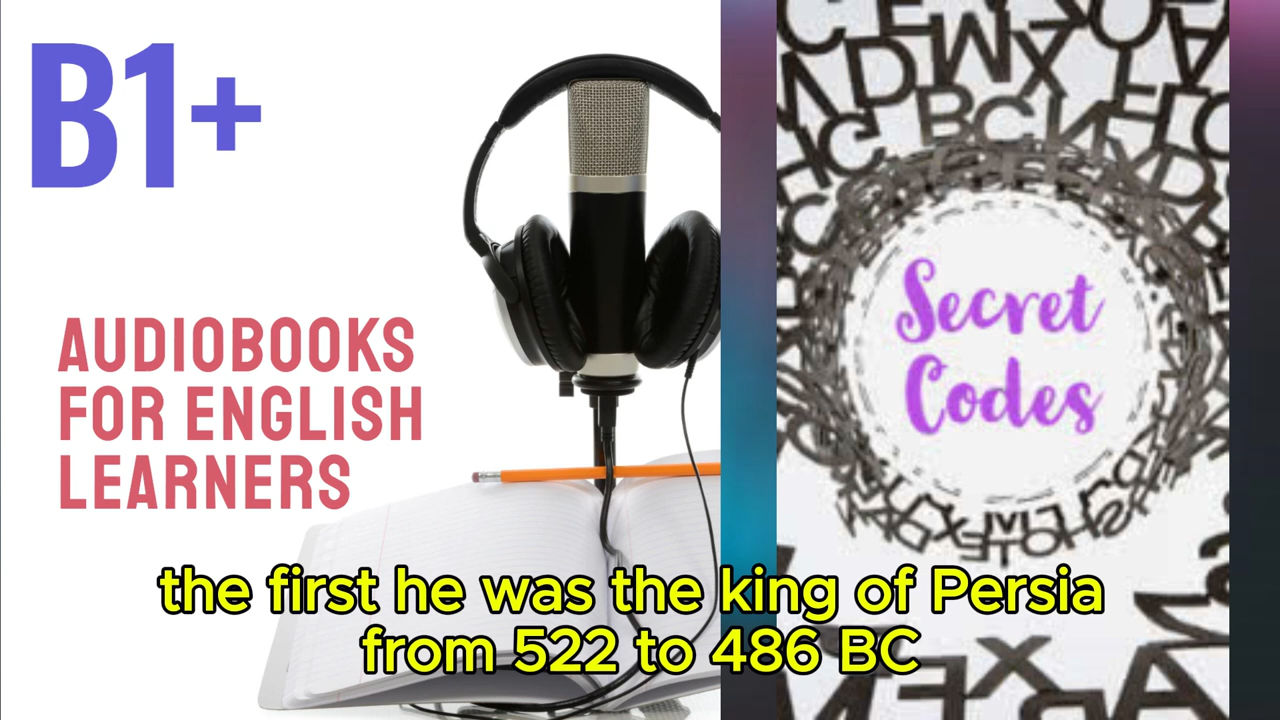 B1+
AUDIOBOOKS
FOR ENGLISH
LEARNERS
Secret
Codes
the first he was the king of Persia
from 522 to 486 BC